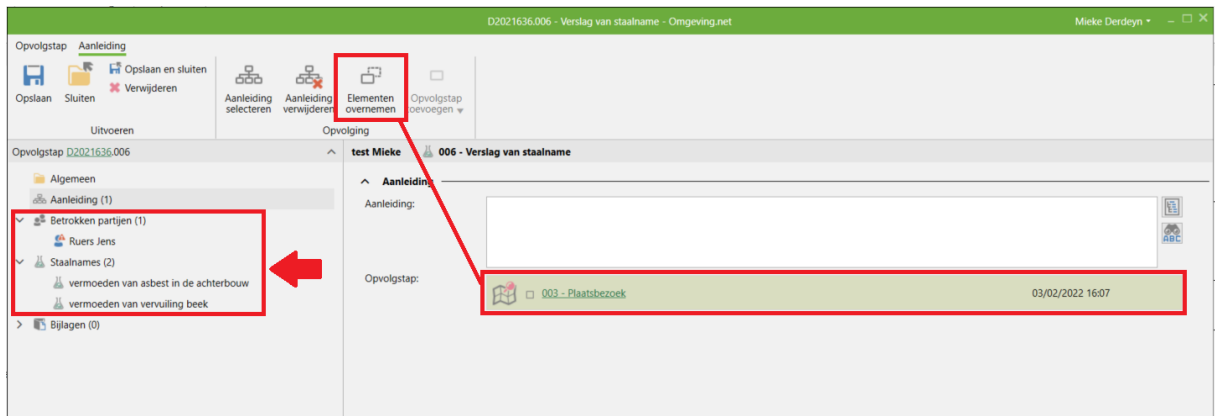 D2021636.006 - Verslag van staalname - Omgeving.net
Mieke Derdeyn
Opvolgstap Aanleiding
Opslaan
Sluiten
Opslaan en sluiten
Verwijderen
Aanleiding
selecteren
Aanleiding
verwijderen
Elementen
overnemen
Opvolgstap
toevoegen
Uitvoeren
Opvolging
Opvolgstap D2021636.006
Algemeen
Aanleiding (1)
Betrokken partijen (1)
Ruers Jens
Staalnames (2)
vermoeden van asbest in de achterbouw
vermoeden van vervuiling beek
Bijlagen (0)
test Mieke 006 - Verslag van staalname
Aanleiding
Aanleiding:
ABC
Opvolgstap:
003 - Plaatsbezoek 03/02/2022 16:07